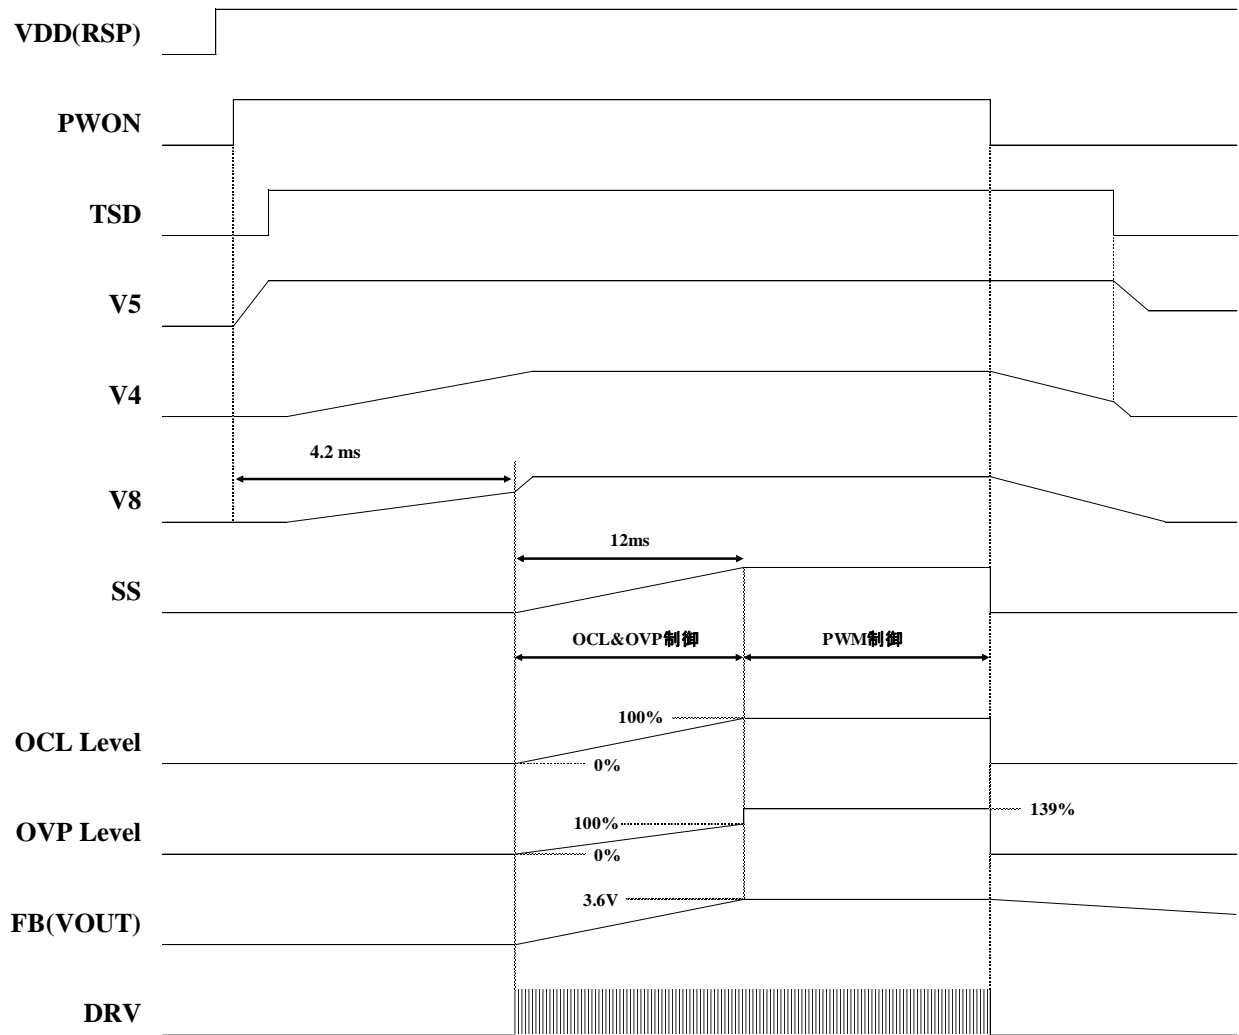 VDD(RSP)
PWON
TSD
V5
V4
4.2 ms
V8
12ms
SS
OCL&OVP制御 PWM制御
100%
OCL Level
0%
139%
100%
OVP Level
0%
3.6V
FB(VOUT)
DRV